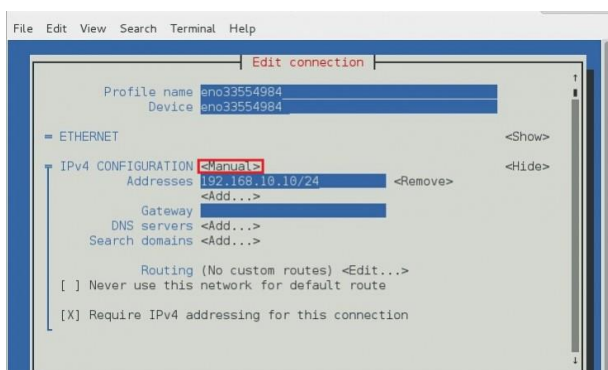 File Edit View Search Terminal Help
Edit connection
Profile name eno33554984
Device eno33554984
= ETHERNET <Show>
= IPv4 CONFIGURATION <Manual> <Hide>
Addresses 192.168.10.10/24 <Remove>
<Add...>
Gateway
DNS servers <Add...>
Search domains <Add...>
Routing (No custom routes) <Edit...>
[ ] Never use this network for default route
[X] Require IPv4 addressing for this connection